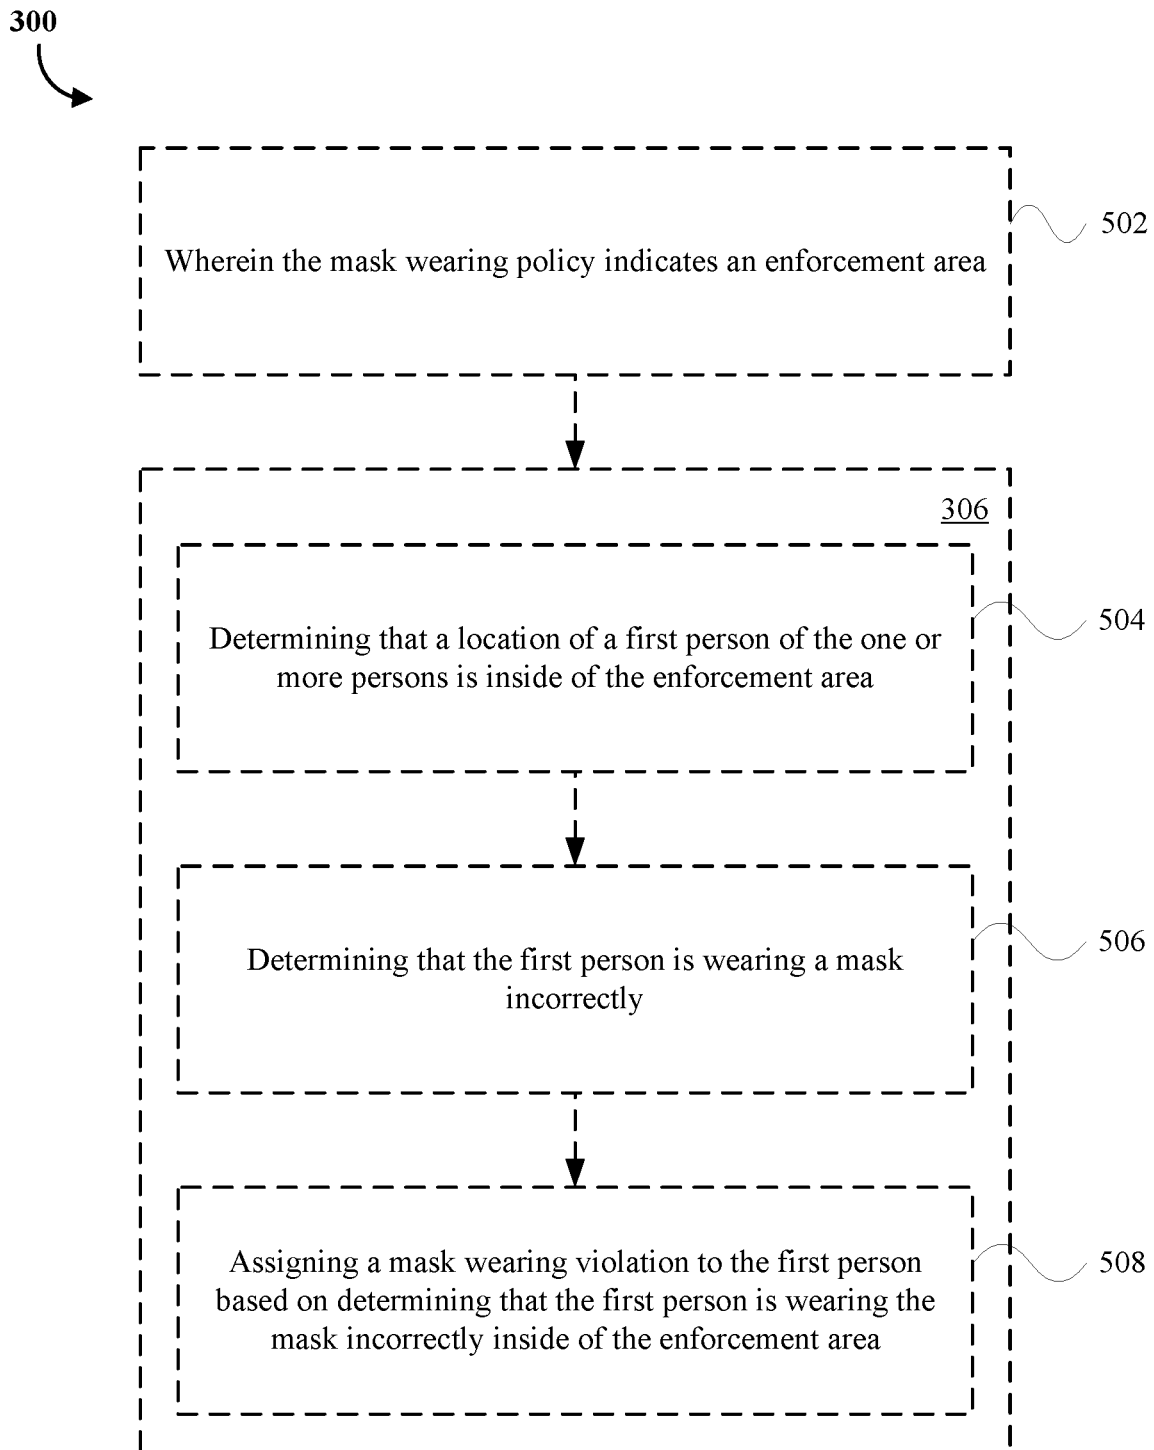 300
Wherein the mask wearing policy indicates an enforcement area
502
306
Determining that a location of a first person of the one or
more persons is inside of the enforcement area
504
Determining that the first person is wearing a mask
incorrectly
506
Assigning a mask wearing violation to the first person
based on determining that the first person is wearing the
mask incorrectly inside of the enforcement area
508